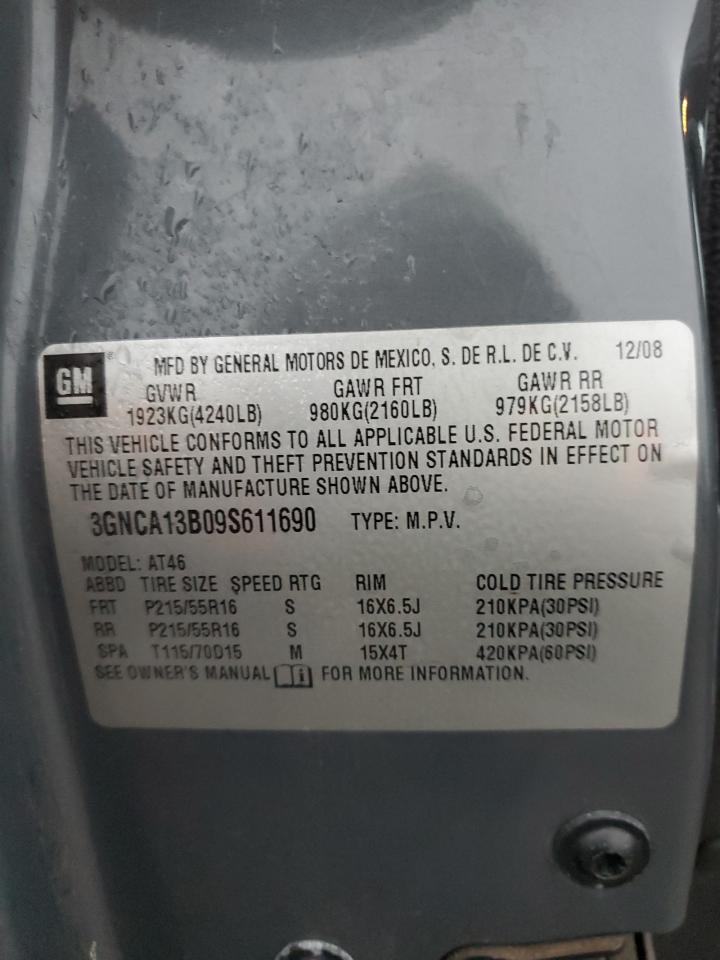 GM
MFD BY GENERAL MOTORS DE MEXICO, S. DE R.L. DE C.V. 12/08
GVWR GAWR FRT GAWR RR
1923KG(4240LB) 980KG(2160LB) 979KG(2158LB)
THIS VEHICLE CONFORMS TO ALL APPLICABLE U.S. FEDERAL MOTOR
VEHICLE SAFETY AND THEFT PREVENTION STANDARDS IN EFFECT ON
THE DATE OF MANUFACTURE SHOWN ABOVE.
3GNCA13B09S611690 TYPE: M.P.V.
MODEL: AT46
ABBD TIRE SIZE SPEED RTG RIM COLD TIRE PRESSURE
FRT P215/55R16 S 16X6.5J 210KPA(30PSI)
RR P215/55R16 S 16X6.5J 210KPA(30PSI)
SPA T115/70D15 M 15X4T 420KPA(60PSI)
SEE OWNER'S MANUAL FOR MORE INFORMATION.